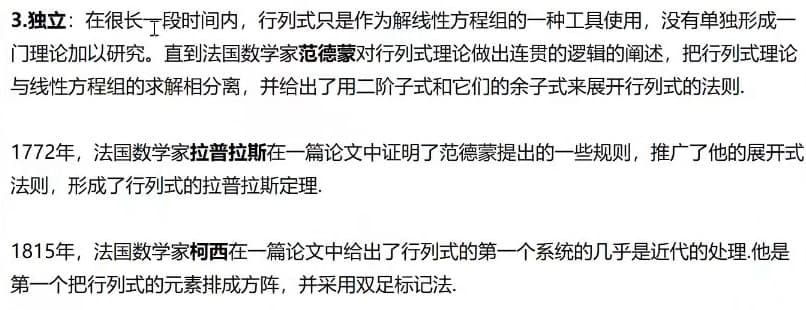 3.独立：在很长一段时间内，行列式只是作为解线性方程组的一种工具使用，没有单独形成一
门理论加以研究。直到法国数学家范德蒙对行列式理论做出连贯的逻辑的阐述，把行列式理论
与线性方程组的求解相分离，并给出了用二阶子式和它们的余子式来展开行列式的法则.
1772年，法国数学家拉普拉斯在一篇论文中证明了范德蒙提出的一些规则，推广了他的展开式
法则，形成了行列式的拉普拉斯定理.
1815年，法国数学家柯西在一篇论文中给出了行列式的第一个系统的几乎是近代的处理.他是
第一个把行列式的元素排成方阵，并采用双足标记法.